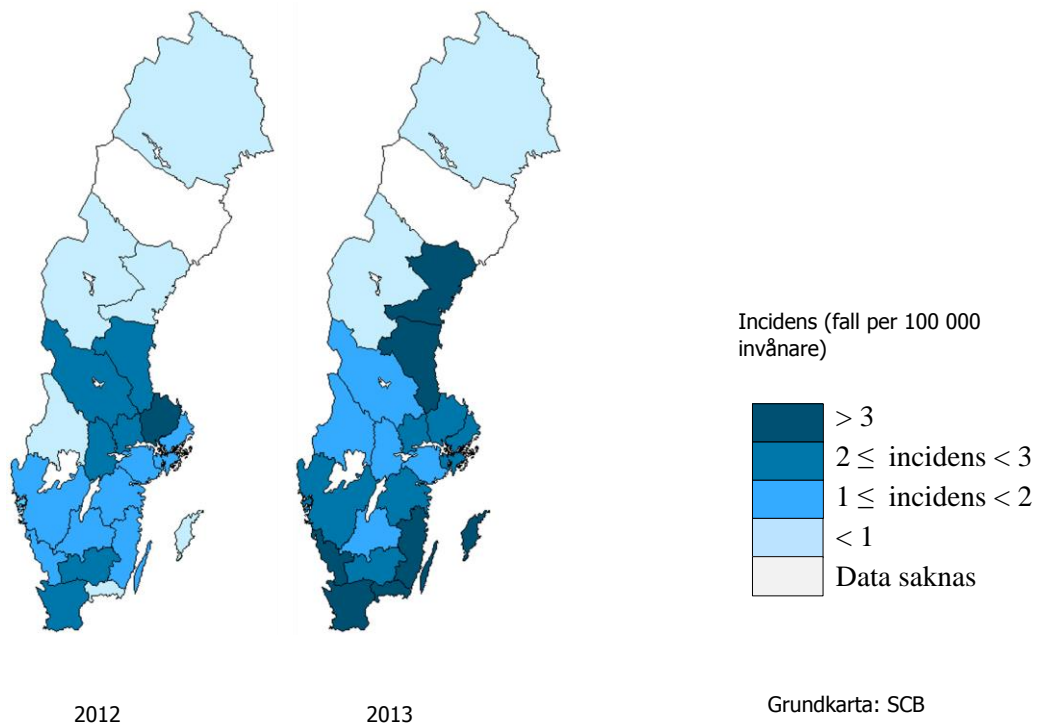 Incidens (fall per 100 000
invånare)
> 3
2 ≤ incidens < 3
1 ≤ incidens < 2
< 1
Data saknas
2012
2013
Grundkarta: SCB